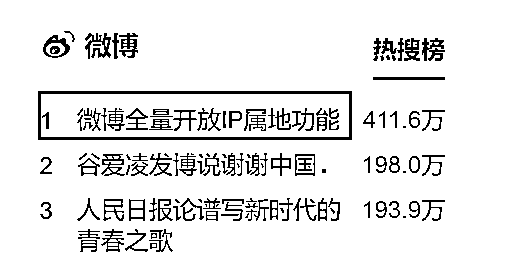 微博
热搜榜
1 微博全量开放IP属地功能 411.6万
2 谷爱凌发博说谢谢中国. 198.0万
3 人民日报论谱写新时代的 193.9万
青春之歌